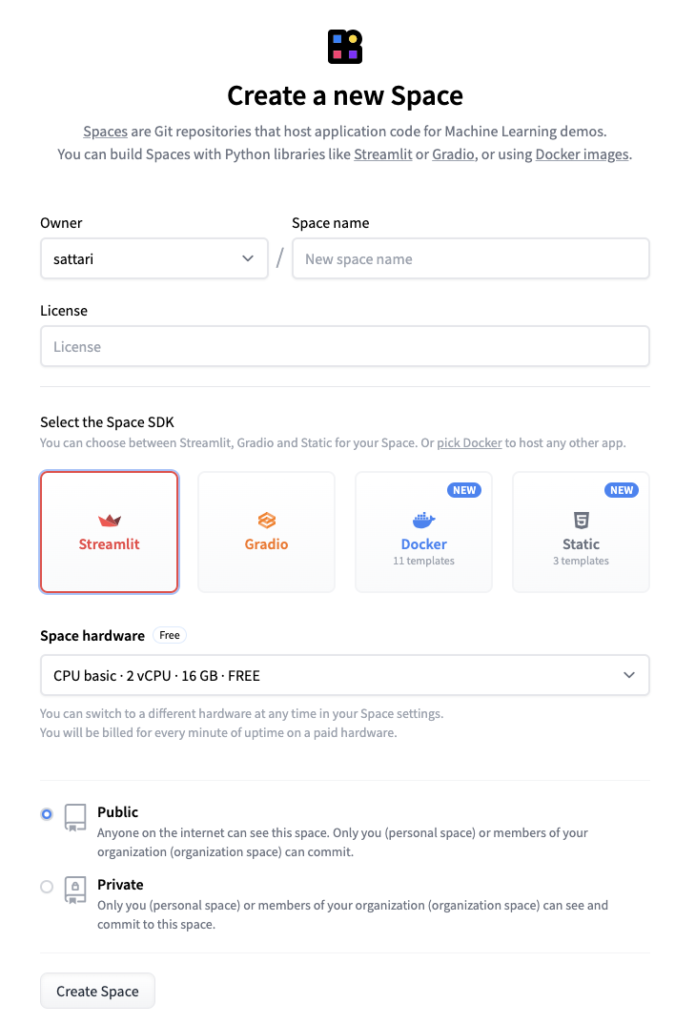 Create a new Space
Spaces are Git repositories that host application code for Machine Learning demos.
You can build Spaces with Python libraries like Streamlit or Gradio, or using Docker images.
Owner
Space name
sattari
/
New space name
License
License
Select the Space SDK
You can choose between Streamlit, Gradio and Static for your Space. Or pick Docker to host any other app.
NEW
NEW
Streamlit
Gradio
Docker
Static
11 templates
3 templates
Space hardware Free
CPU basic · 2 vCPU · 16 GB · FREE
You can switch to a different hardware at any time in your Space settings.
You will be billed for every minute of uptime on a paid hardware.
Public
Anyone on the internet can see this space. Only you (personal space) or members of your
organization (organization space) can commit.
Private
Only you (personal space) or members of your organization (organization space) can see and
commit to this space.
Create Space